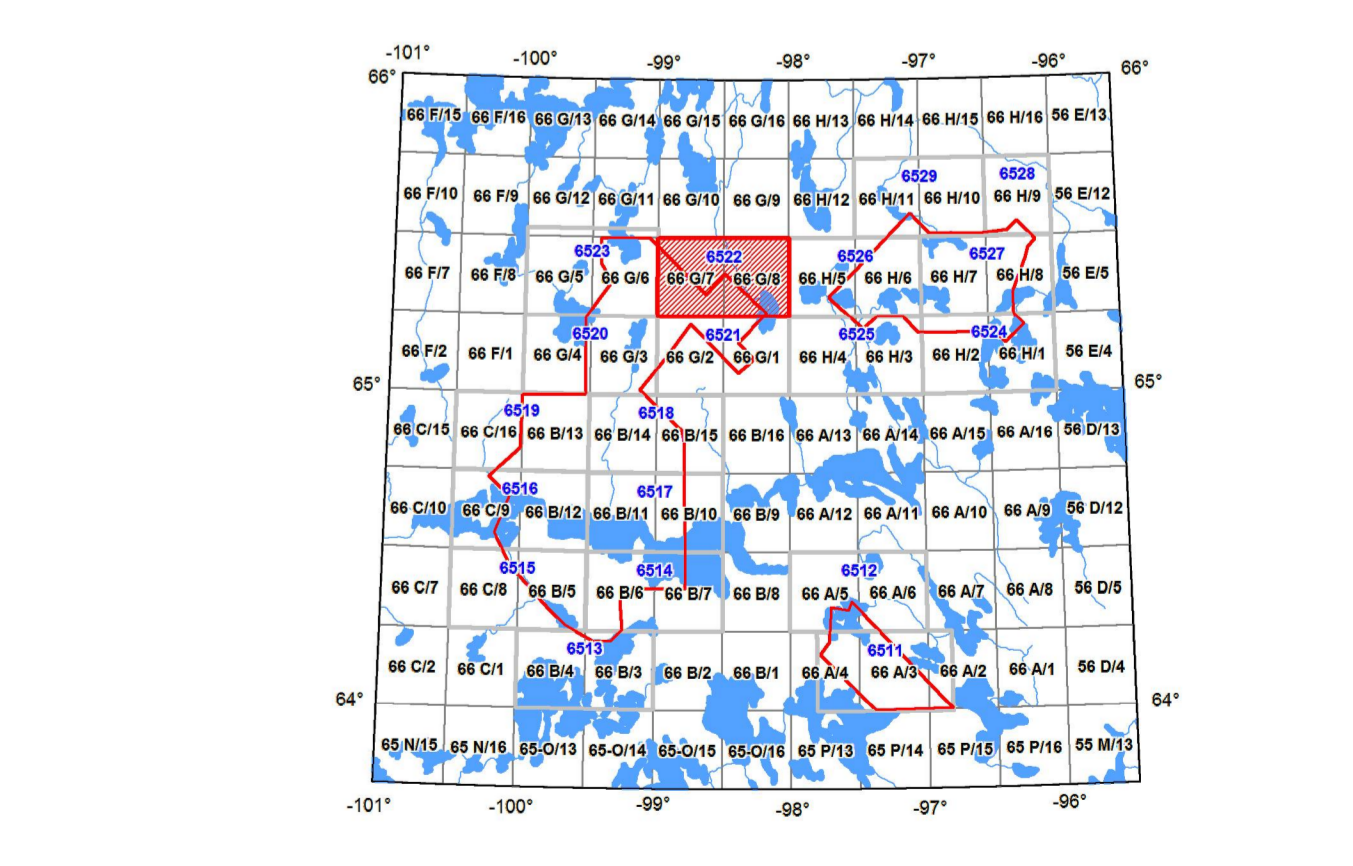 -101° -100° -99° -98° -97° -96°
66° 66°
66 F/15 66 F/16 66 G/13 66 G/14 66 G/15 66 G/16 66 H/13 66 H/14 66 H/15 66 H/16 56 E/13
6529 6528
66 F/10 66 F/9 66 G/12 66 G/11 66 G/10 66 G/9 66 H/12 66 H/11 66 H/10 66 H/9 56 E/12
6523 6522 6526 6527
66 F/7 66 F/8 66 G/5 66 G/6 66 G/7 66 G/8 66 H/5 66 H/6 66 H/7 66 H/8 56 E/5
6520 6521 6525 6524
66 F/2 66 F/1 66 G/4 66 G/3 66 G/2 66 G/1 66 H/4 66 H/3 66 H/2 66 H/1 56 E/4
65° 65°
6519 6518
66 C/15 66 C/16 66 B/13 66 B/14 66 B/15 66 B/16 66 A/13 66 A/14 66 A/15 66 A/16 56 D/13
6516 6517
66 C/10 66 C/9 66 B/12 66 B/11 66 B/10 66 B/9 66 A/12 66 A/11 66 A/10 66 A/9 56 D/12
6515 6514 6512
66 C/7 66 C/8 66 B/5 66 B/6 66 B/7 66 B/8 66 A/5 66 A/6 66 A/7 66 A/8 56 D/5
6513 6511
66 C/2 66 C/1 66 B/4 66 B/3 66 B/2 66 B/1 66 A/4 66 A/3 66 A/2 66 A/1 56 D/4
64° 64°
65 N/15 65 N/16 65-O/13 65-O/14 65-O/15 65-O/16 65 P/13 65 P/14 65 P/15 65 P/16 55 M/13
-101° -100° -99° -98° -97° -96°